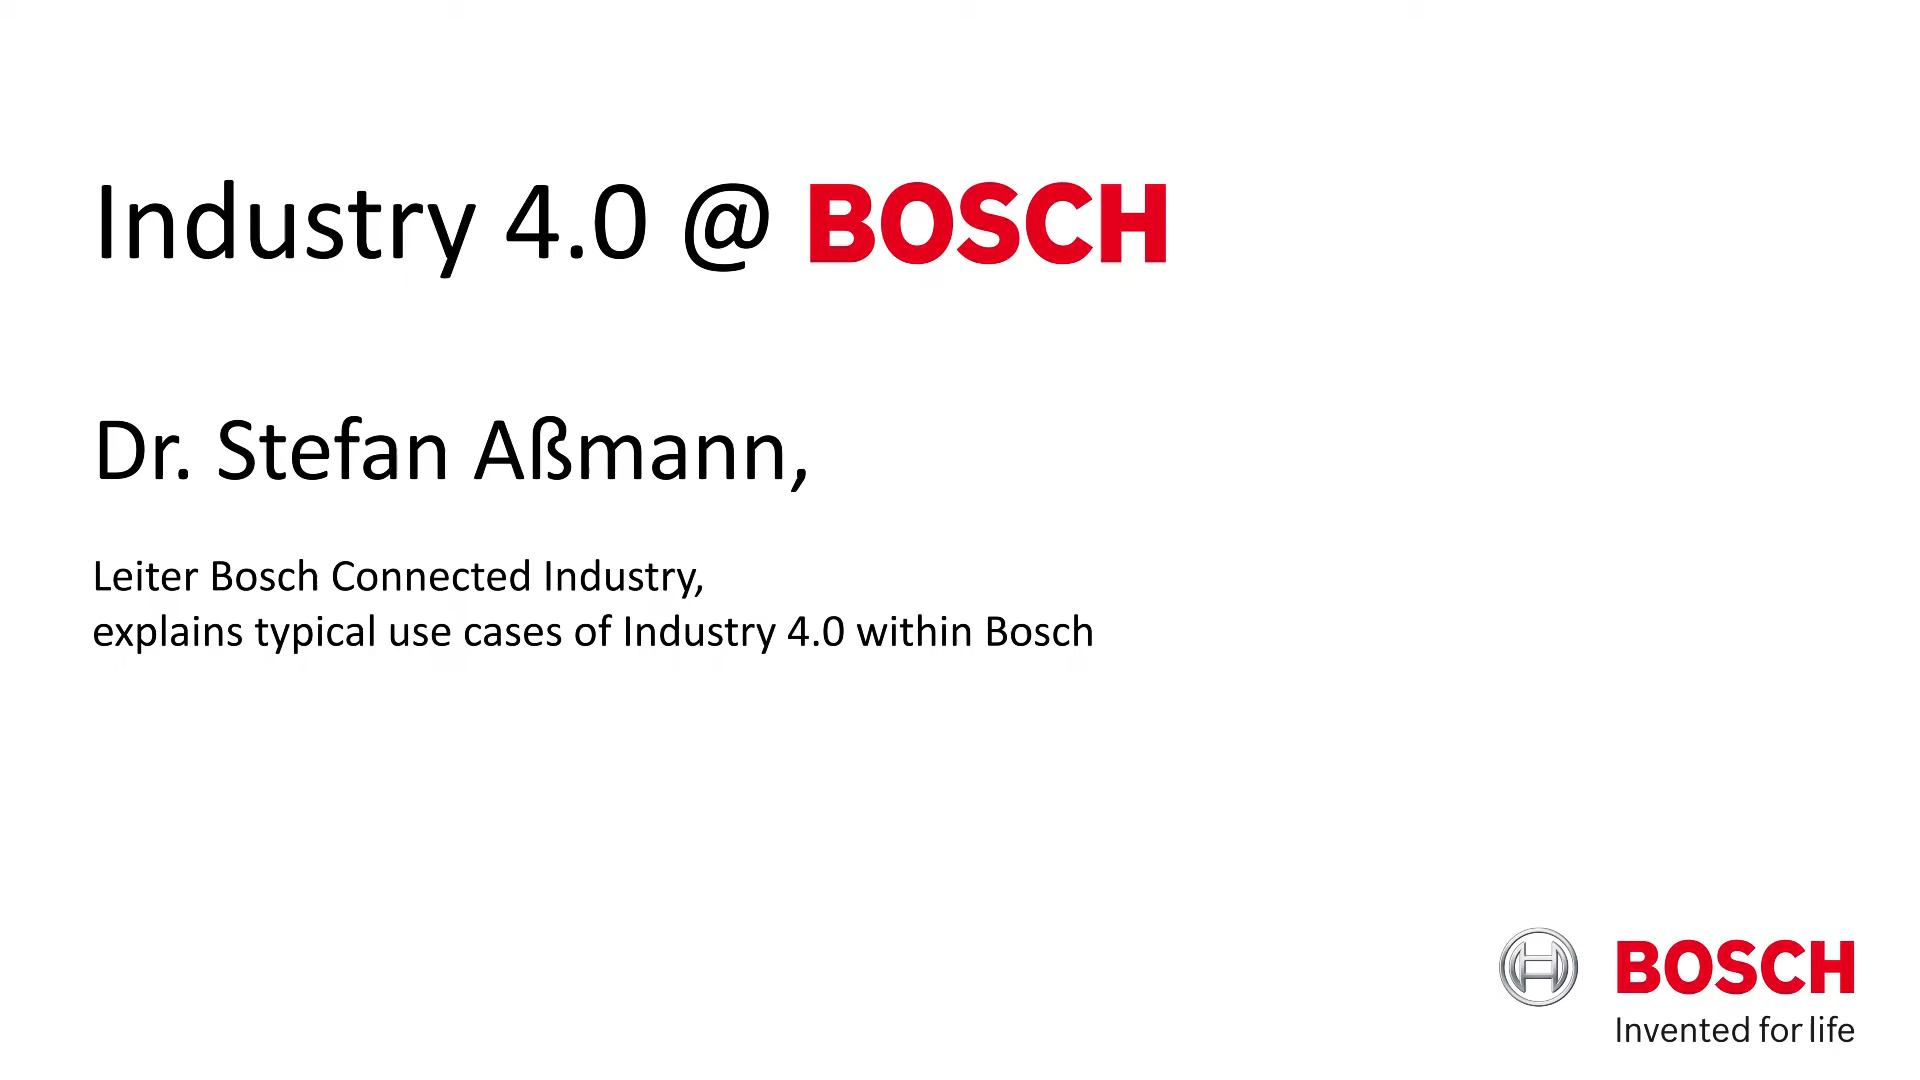 Industry 4.0 @ BOSCH
Dr. Stefan Aßmann,
Leiter Bosch Connected Industry,
explains typical use cases of Industry 4.0 within Bosch
BOSCH
Invented for life